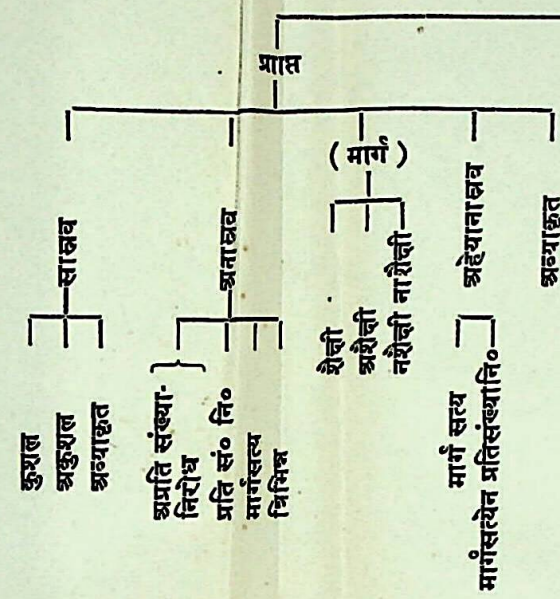 प्राप्ति
( मार्ग )
सास्रव
अनास्रव
अहेयानास्रव
अव्याकृत
कुशल
अकुशल
अव्याकृत
अप्रति संख्या-
निरोध
प्रति सं० नि०
मार्गसत्य
त्रिभिन्न
शैक्षी
अशैक्षी
नशैक्षी नाशैक्षी
मार्ग सत्य
मार्गसत्येन प्रतिसंख्यानि०